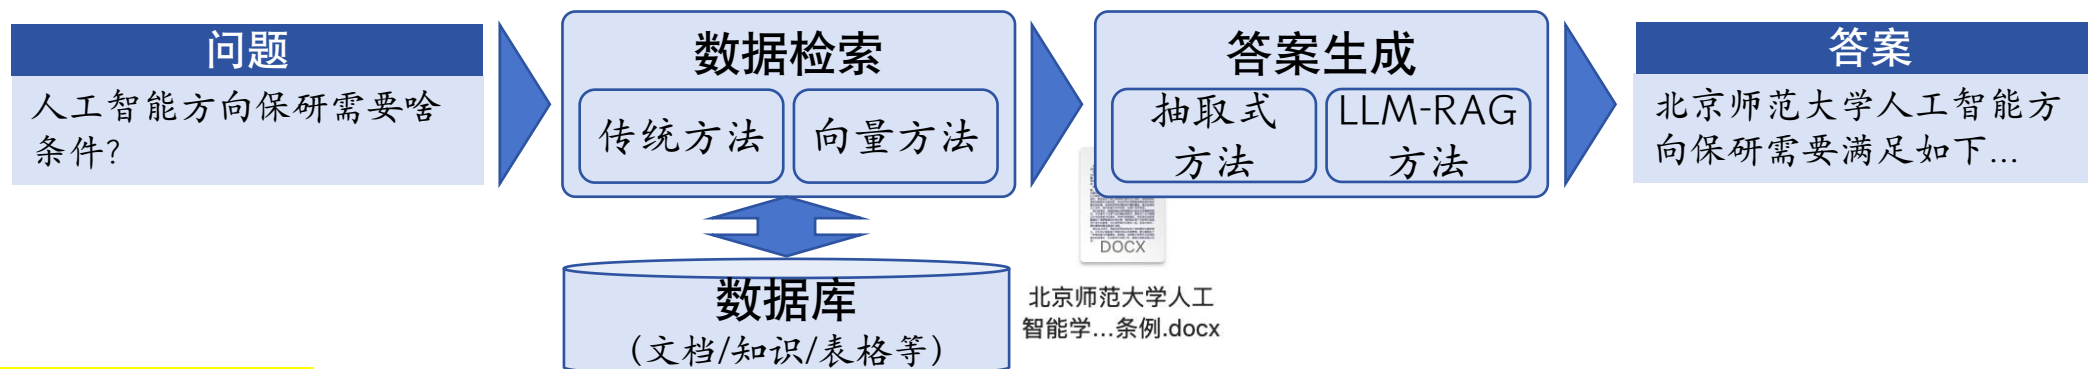 问题
人工智能方向保研需要啥
条件?
数据检索
传统方法
向量方法
数据库
（文档/知识/表格等）
答案生成
抽取式
方法
LLM-RAG
方法
DOCX
北京师范大学人工
智能学...条例.docx
答案
北京师范大学人工智能方
向保研需要满足如下...